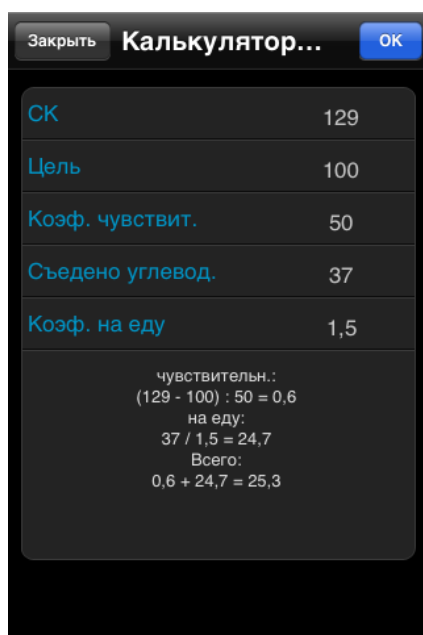 Закрыть Калькулятор... ОК
СК 129
Цель 100
Коэф. чувствит. 50
Съедено углевод. 37
Коэф. на еду 1,5
чувствительн.:
(129 - 100) : 50 = 0,6
на еду:
37 / 1,5 = 24,7
Всего:
0,6 + 24,7 = 25,3